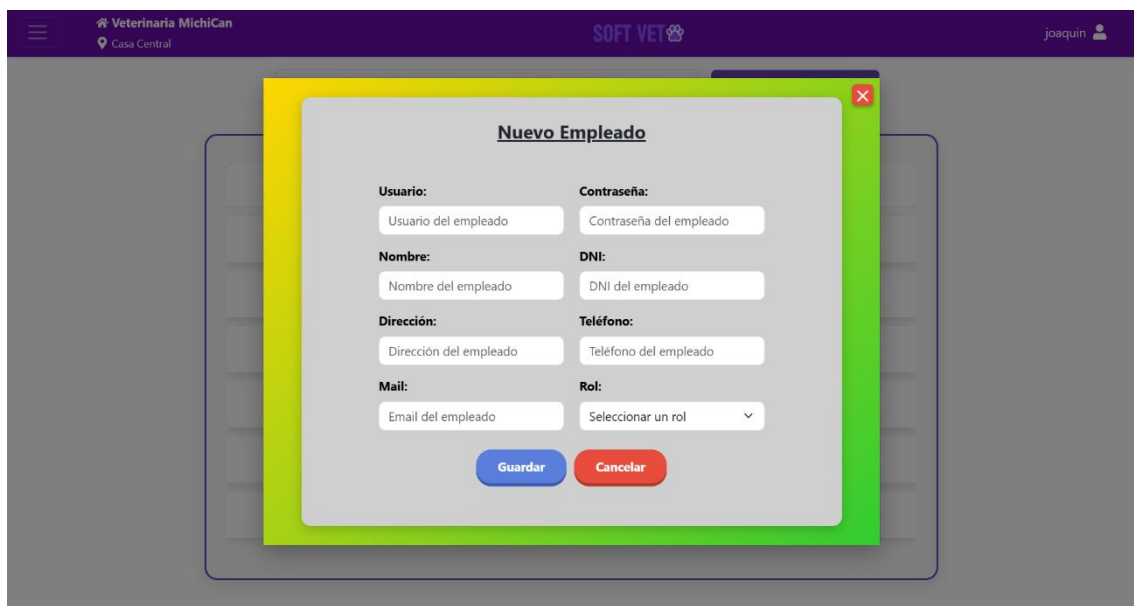 Veterinaria MichiCan
Casa Central
SOFT VET
joaquin
Nuevo Empleado
Usuario: Contraseña:
Usuario del empleado Contraseña del empleado
Nombre: DNI:
Nombre del empleado DNI del empleado
Dirección: Teléfono:
Dirección del empleado Teléfono del empleado
Mail: Rol:
Email del empleado Seleccionar un rol
Guardar Cancelar